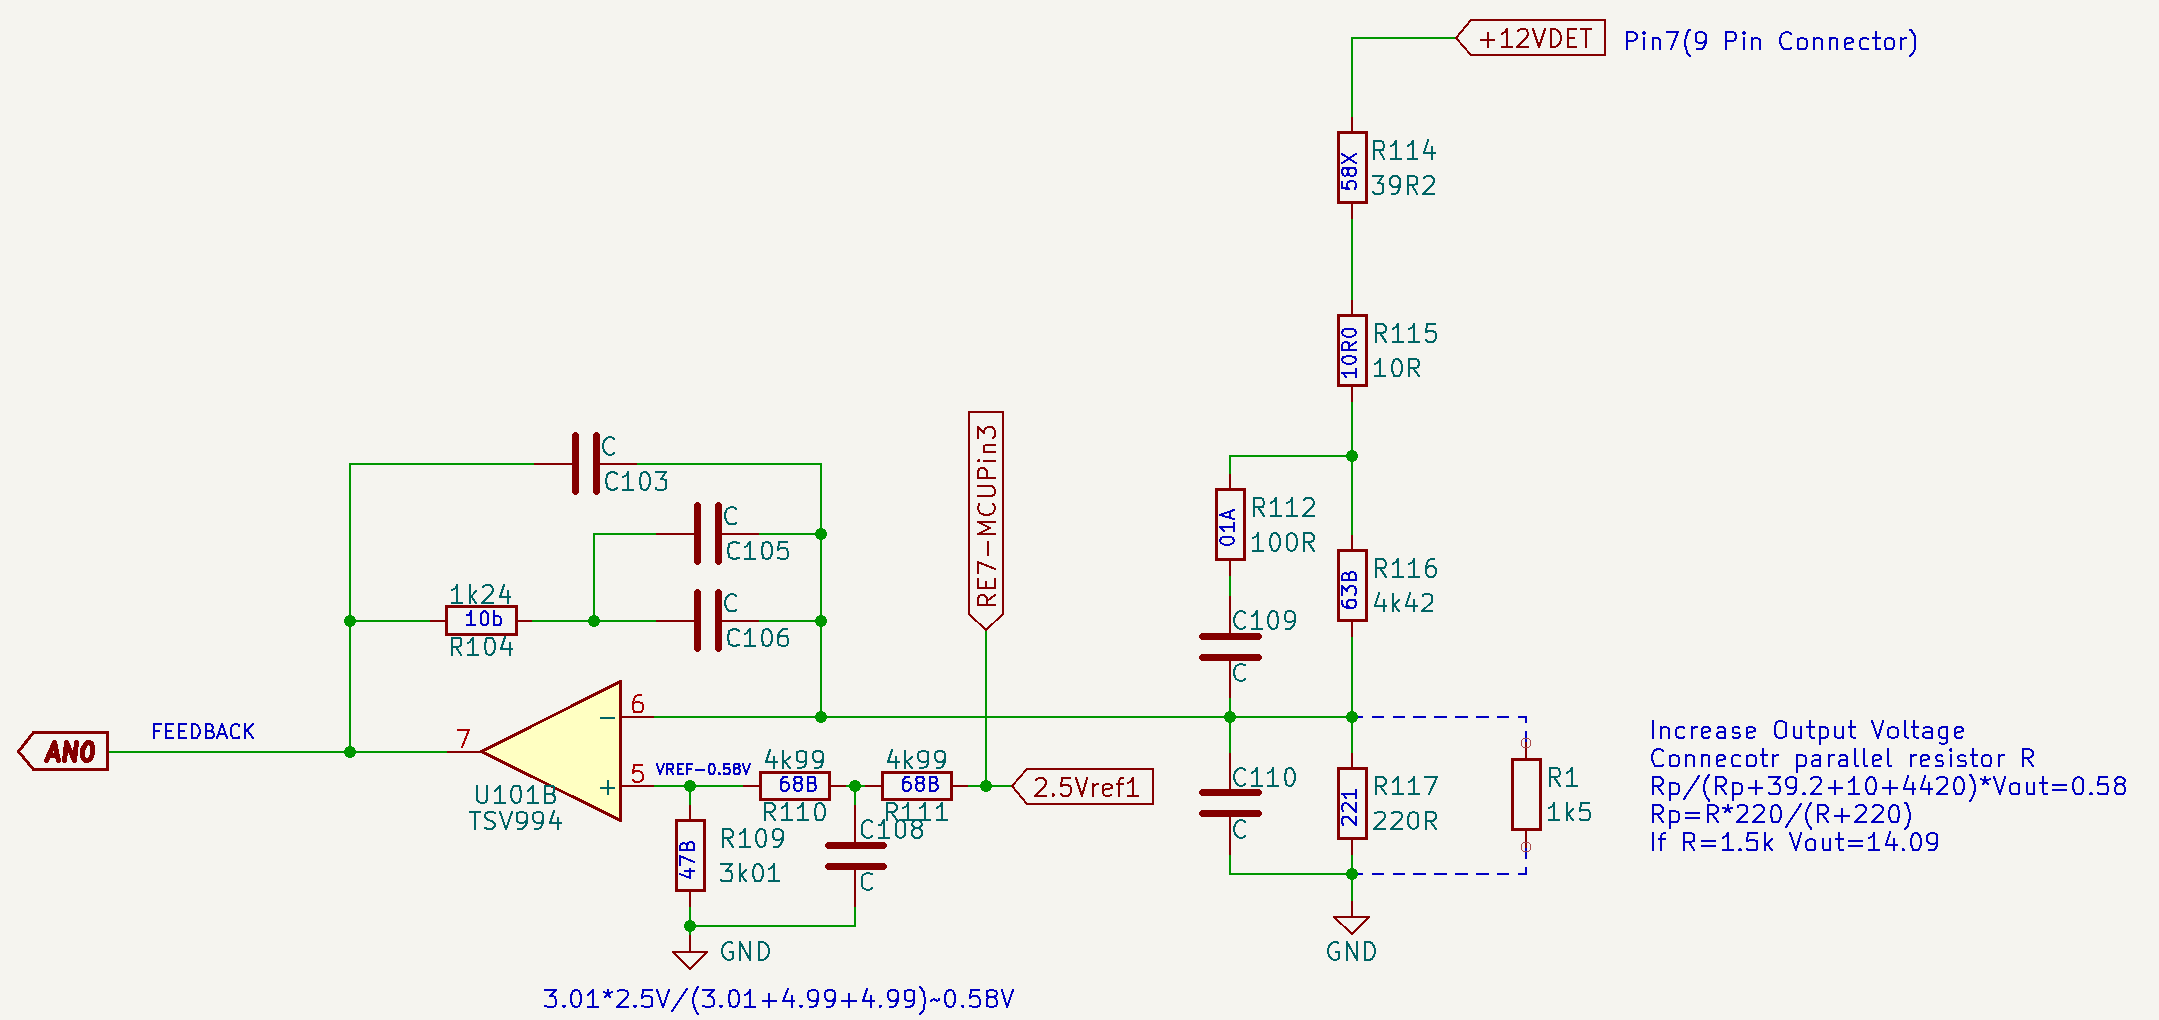 +12VDET
Pin7(9 Pin Connector)
58X
R114
39R2
10R0
R115
10R
C
C103
C
C105
RE7-MCUPin3
01A
R112
100R
63B
R116
4k42
1k24
10b
R104
C
C106
C109
C
6
7
5
FEEDBACK
AN0
U101B
TSV994
VREF-0.58V
4k99
68B
R110
4k99
68B
R111
2.5Vref1
C108
C
47B
R109
3k01
GND
3.01*2.5V/(3.01+4.99+4.99)~0.58V
C110
C
221
R117
220R
GND
R1
1k5
Increase Output Voltage
Connecotr parallel resistor R
Rp/(Rp+39.2+10+4420)*Vout=0.58
Rp=R*220/(R+220)
If R=1.5k Vout=14.09